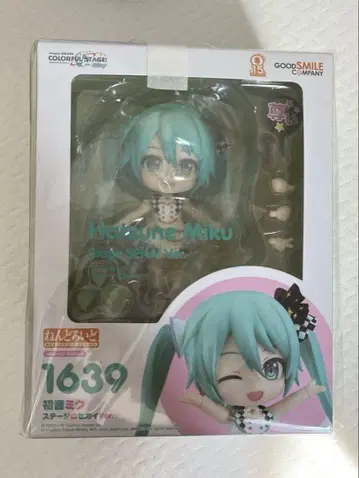 COLORFUL STAGE!
15
GOOD SMILE
COMPANY
Hatsune Miku
Stage SEKAI Ver.
ねんどろいど
1639
初音ミク
ステージのセカイVer.